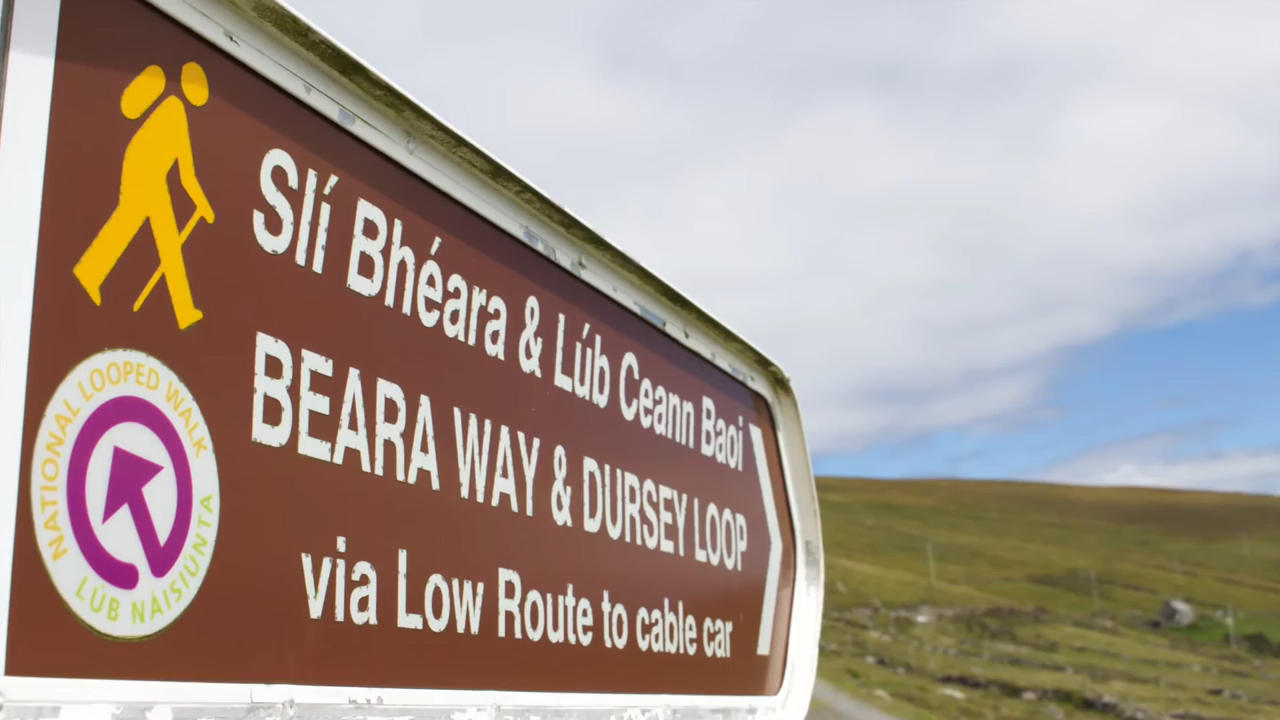 Slí Bhéara & Lúb Ceann Baoi
BEARA WAY & DURSEY LOOP
via Low Route to cable car
NATIONAL LOOPED WALK
LÚB NAISIÚNTA